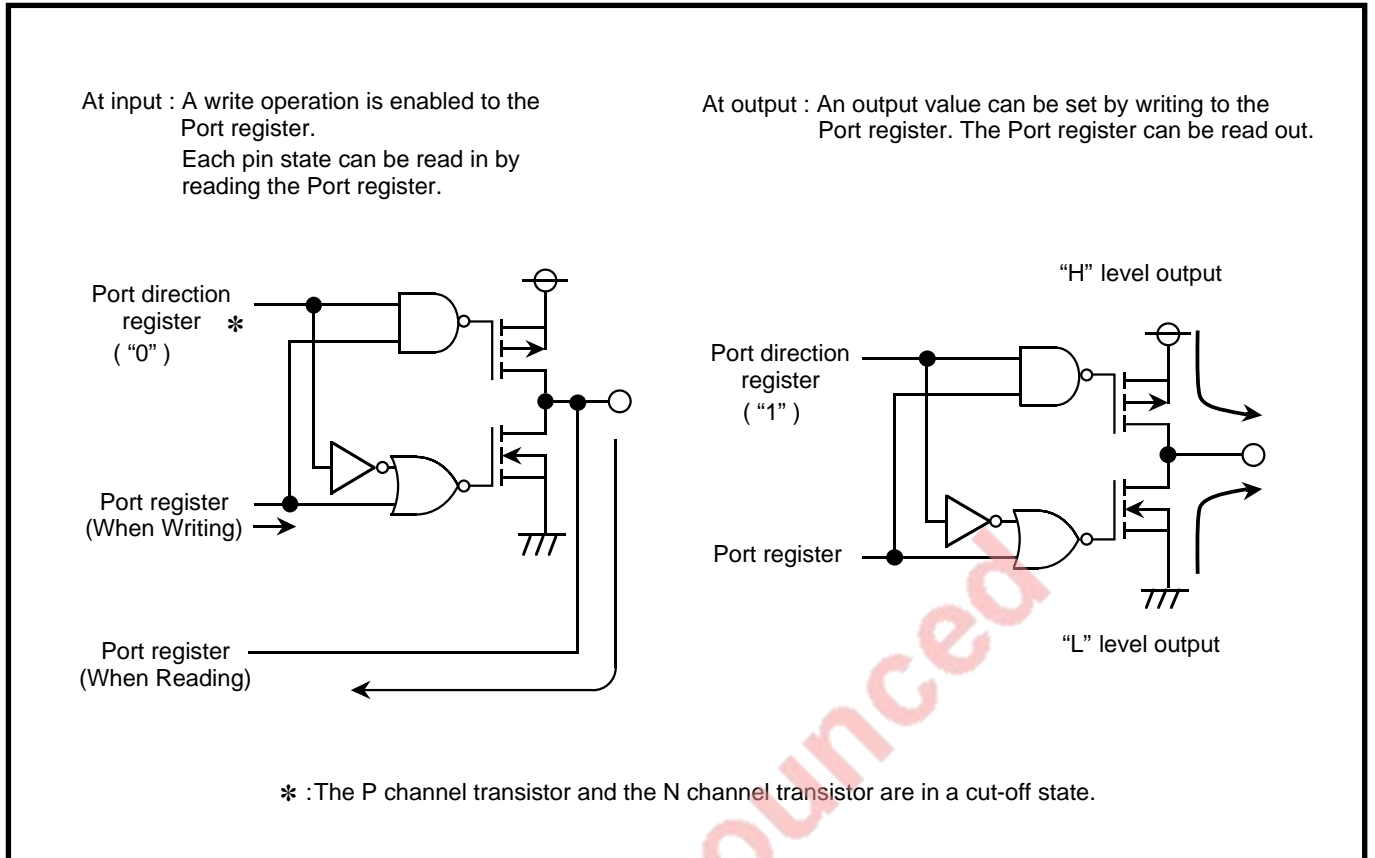 At input : A write operation is enabled to the
Port register.
Each pin state can be read in by
reading the Port register.
At output : An output value can be set by writing to the
Port register. The Port register can be read out.
Port direction
register ✻
( “0” )
Port register
(When Writing)
Port register
(When Reading)
“H” level output
Port direction
register
( “1” )
Port register
“L” level output
✻ :The P channel transistor and the N channel transistor are in a cut-off state.
ounced